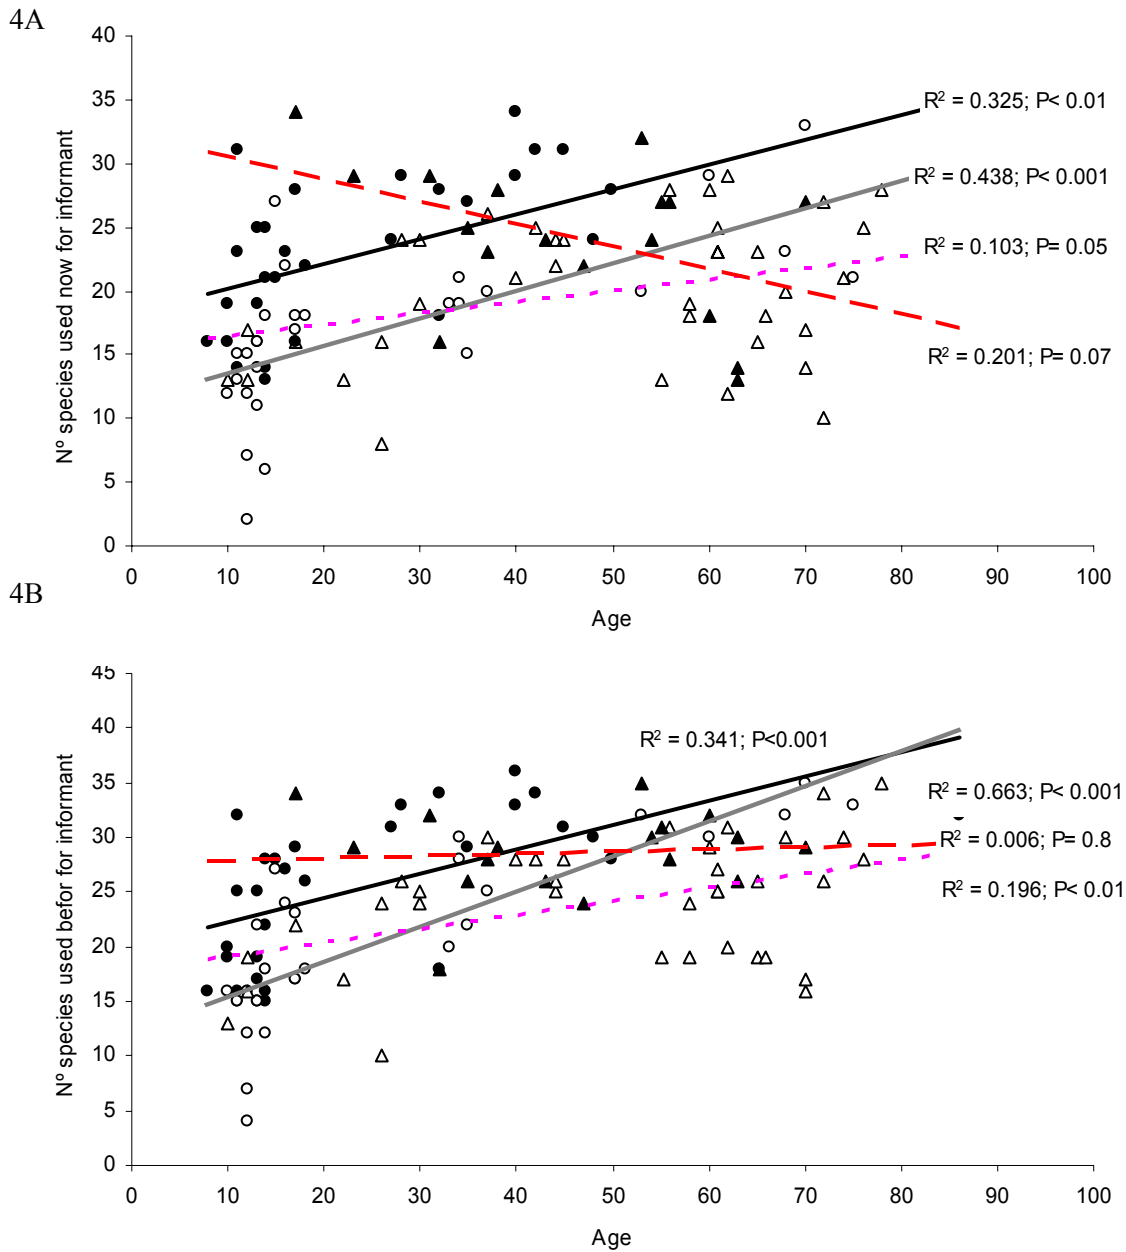 4A
40
35
30
25
20
15
10
5
0
Nº species used now for informant
R² = 0.325; P< 0.01
R² = 0.438; P< 0.001
R² = 0.103; P= 0.05
R² = 0.201; P= 0.07
0 10 20 30 40 50 60 70 80 90 100
Age
4B
45
40
35
30
25
20
15
10
5
0
Nº species used befor for informant
R² = 0.341; P<0.001
R² = 0.663; P< 0.001
R² = 0.006; P= 0.8
R² = 0.196; P< 0.01
0 10 20 30 40 50 60 70 80 90 100
Age